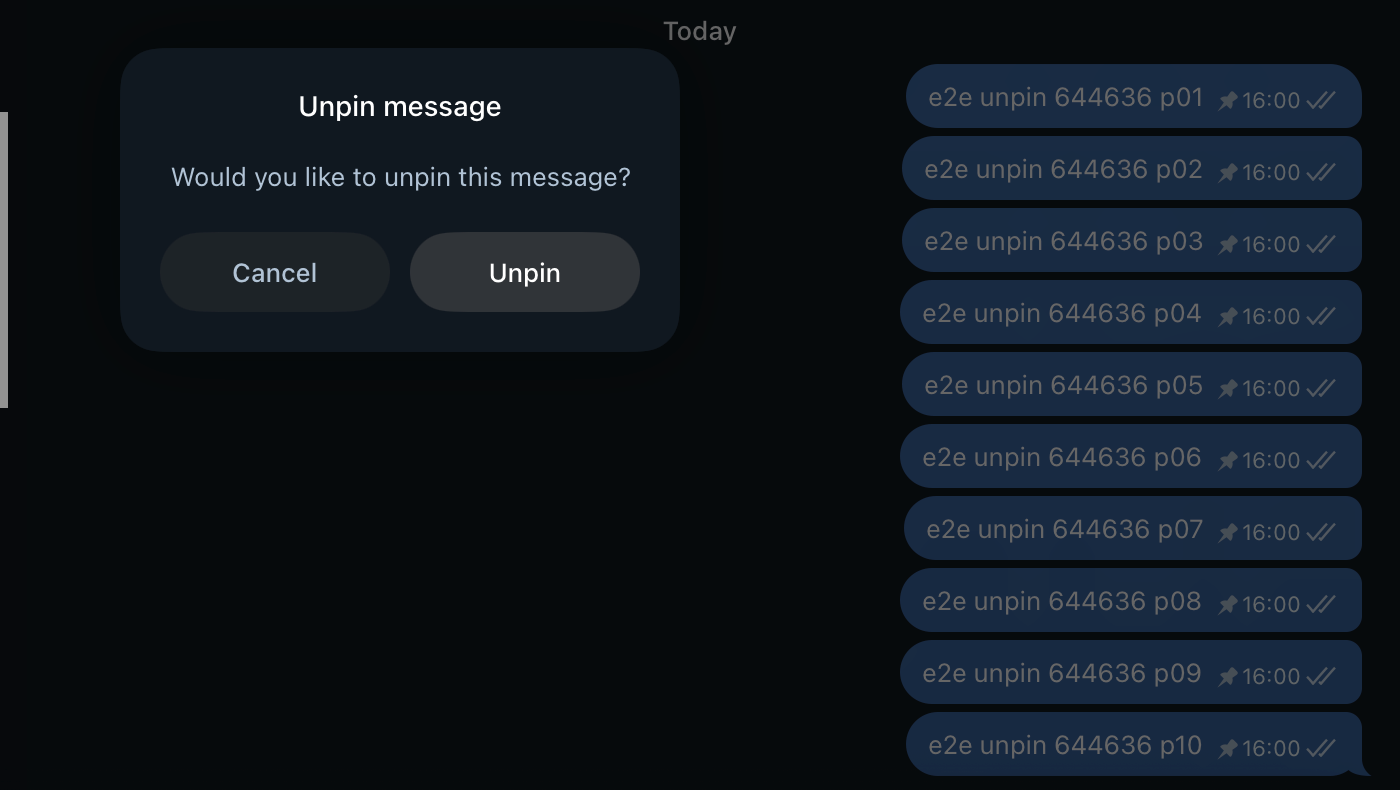 Today
Unpin message
Would you like to unpin this message?
Cancel
Unpin
e2e unpin 644636 p01 16:00
e2e unpin 644636 p02 16:00
e2e unpin 644636 p03 16:00
e2e unpin 644636 p04 16:00
e2e unpin 644636 p05 16:00
e2e unpin 644636 p06 16:00
e2e unpin 644636 p07 16:00
e2e unpin 644636 p08 16:00
e2e unpin 644636 p09 16:00
e2e unpin 644636 p10 16:00